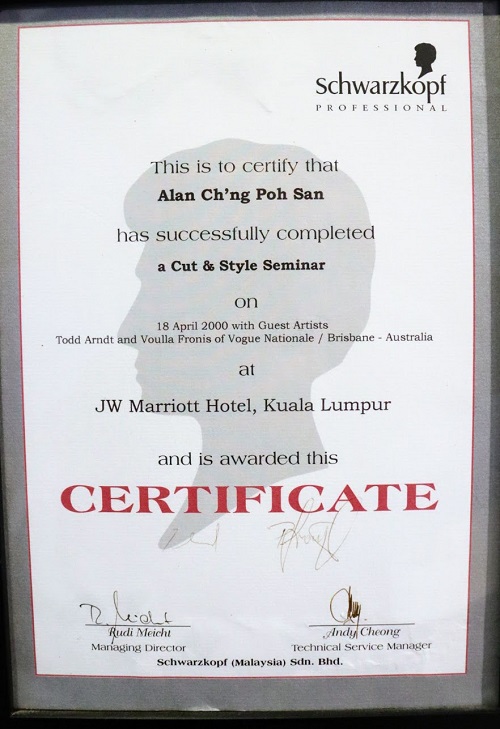 Schwarzkopf
PROFESSIONAL
This is to certify that
Alan Ch'ng Poh San
has successfully completed
a Cut & Style Seminar
on
18 April 2000 with Guest Artists
Todd Arndt and Voulla Fronis of Vogue Nationale / Brisbane - Australia
at
JW Marriott Hotel, Kuala Lumpur
and is awarded this
CERTIFICATE
Rudi Meicht
Andy Cheong
Managing Director
Technical Service Manager
Schwarzkopf (Malaysia) Sdn. Bhd.